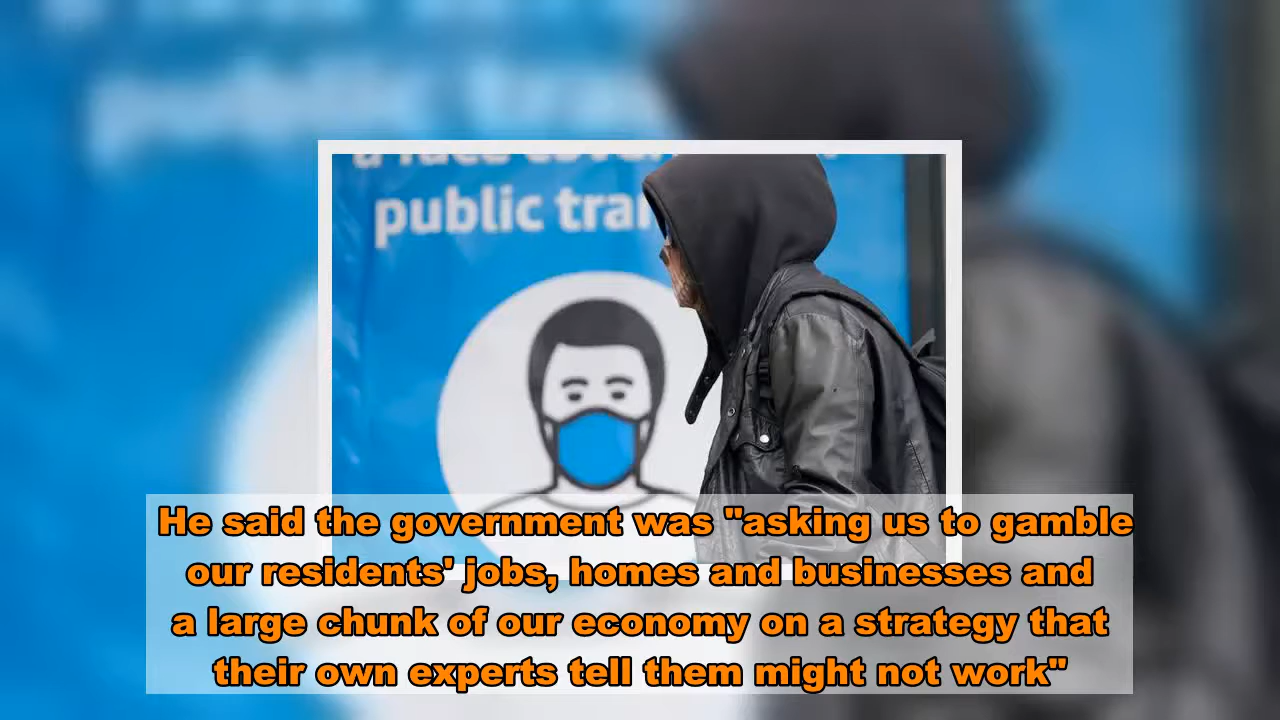 public
public
He said the government was "asking us to gamble
our residents' jobs, homes and businesses and
a large chunk of our economy on a strategy that
their own experts tell them might not work"